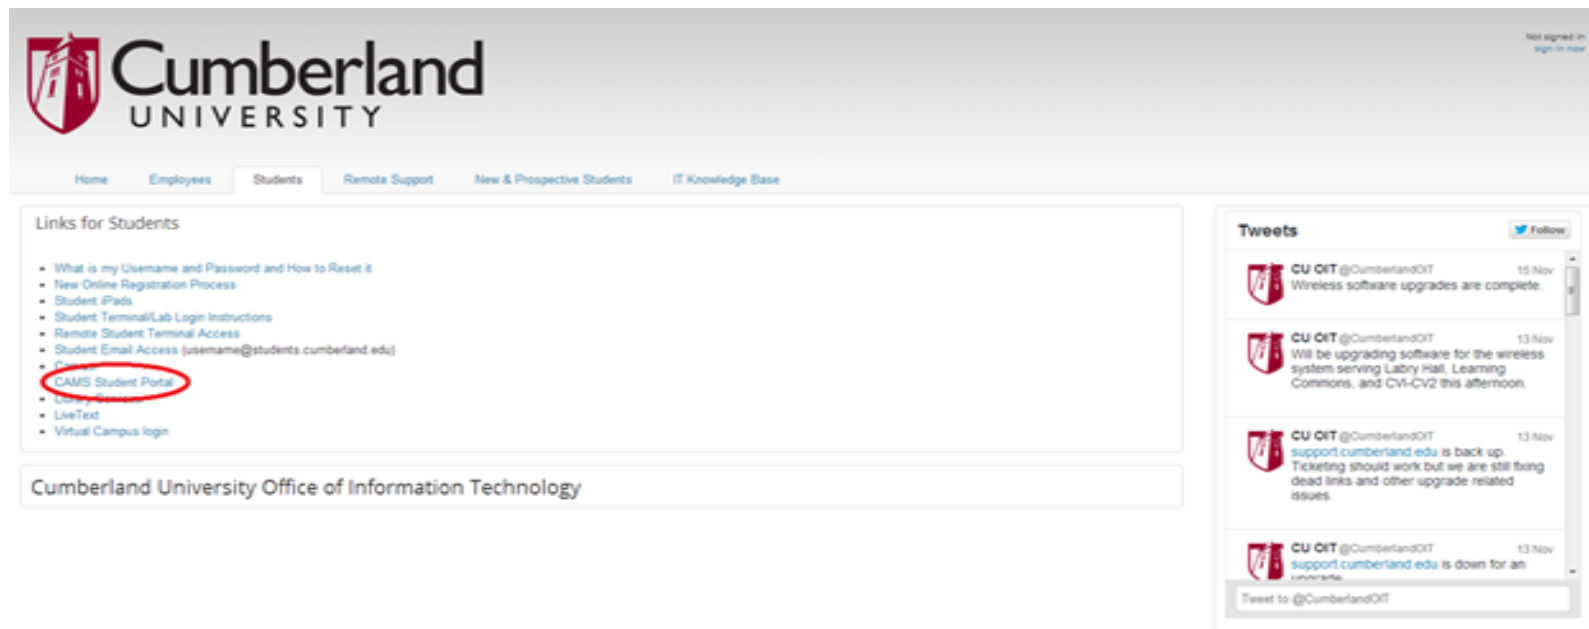 Cumberland
UNIVERSITY
Not signed in
sign in now
Home Employees Students Remote Support New & Prospective Students IT Knowledge Base
Links for Students
What is my Username and Password and How to Reset it
New Online Registration Process
Student iPads
Student Terminal/Lab Login Instructions
Remote Student Terminal Access
Student Email Access (username@students.cumberland.edu)
CAMS Student Portal
Library Services
LiveText
Virtual Campus login
Cumberland University Office of Information Technology
Tweets
Follow
CU OIT @CumberlandOIT 15 Nov
Wireless software upgrades are complete.
CU OIT @CumberlandOIT 13 Nov
Will be upgrading software for the wireless
system serving Labry Hall, Learning
Commons, and CVI-CV2 this afternoon.
CU OIT @CumberlandOIT 13 Nov
support.cumberland.edu is back up.
Ticketing should work but we are still fixing
dead links and other upgrade related
issues.
CU OIT @CumberlandOIT 13 Nov
support.cumberland.edu is down for an
upgrade
Tweet to @CumberlandOIT